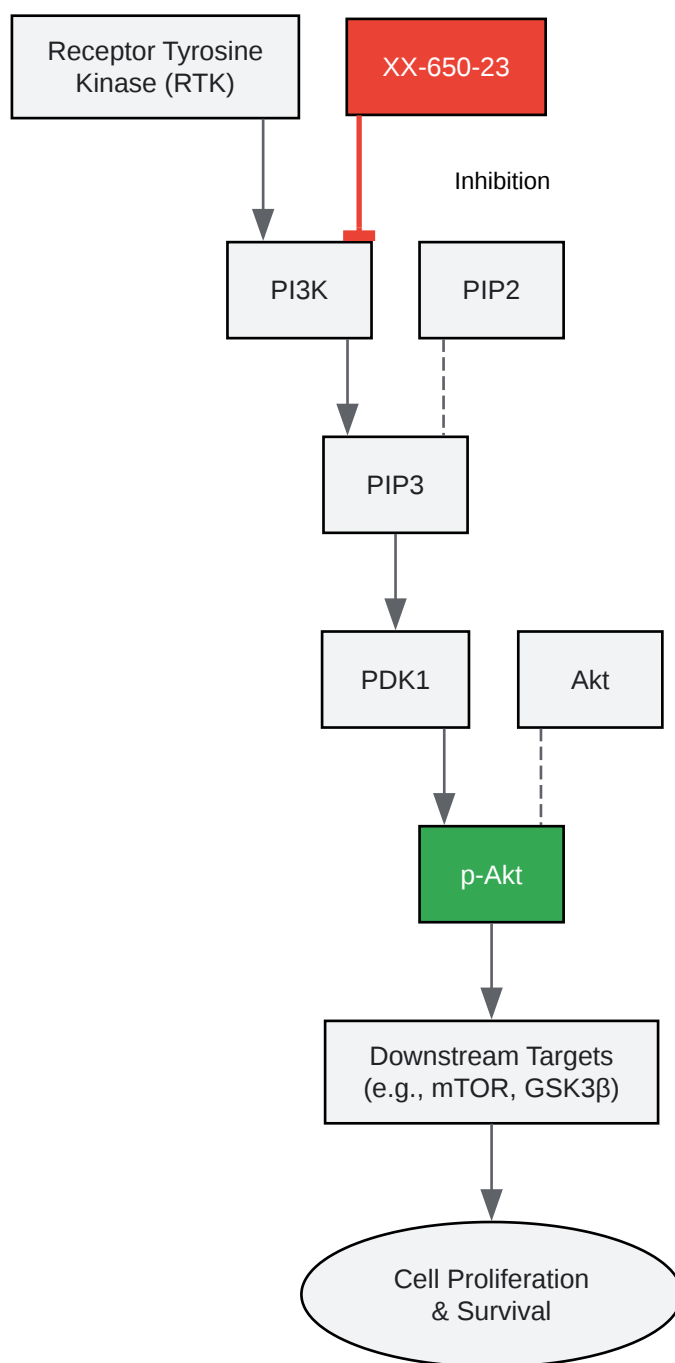 Receptor Tyrosine
Kinase (RTK)
XX-650-23
Inhibition
PI3K
PIP2
PIP3
PDK1
Akt
p-Akt
Downstream Targets
(e.g., mTOR, GSK3β)
Cell Proliferation
& Survival